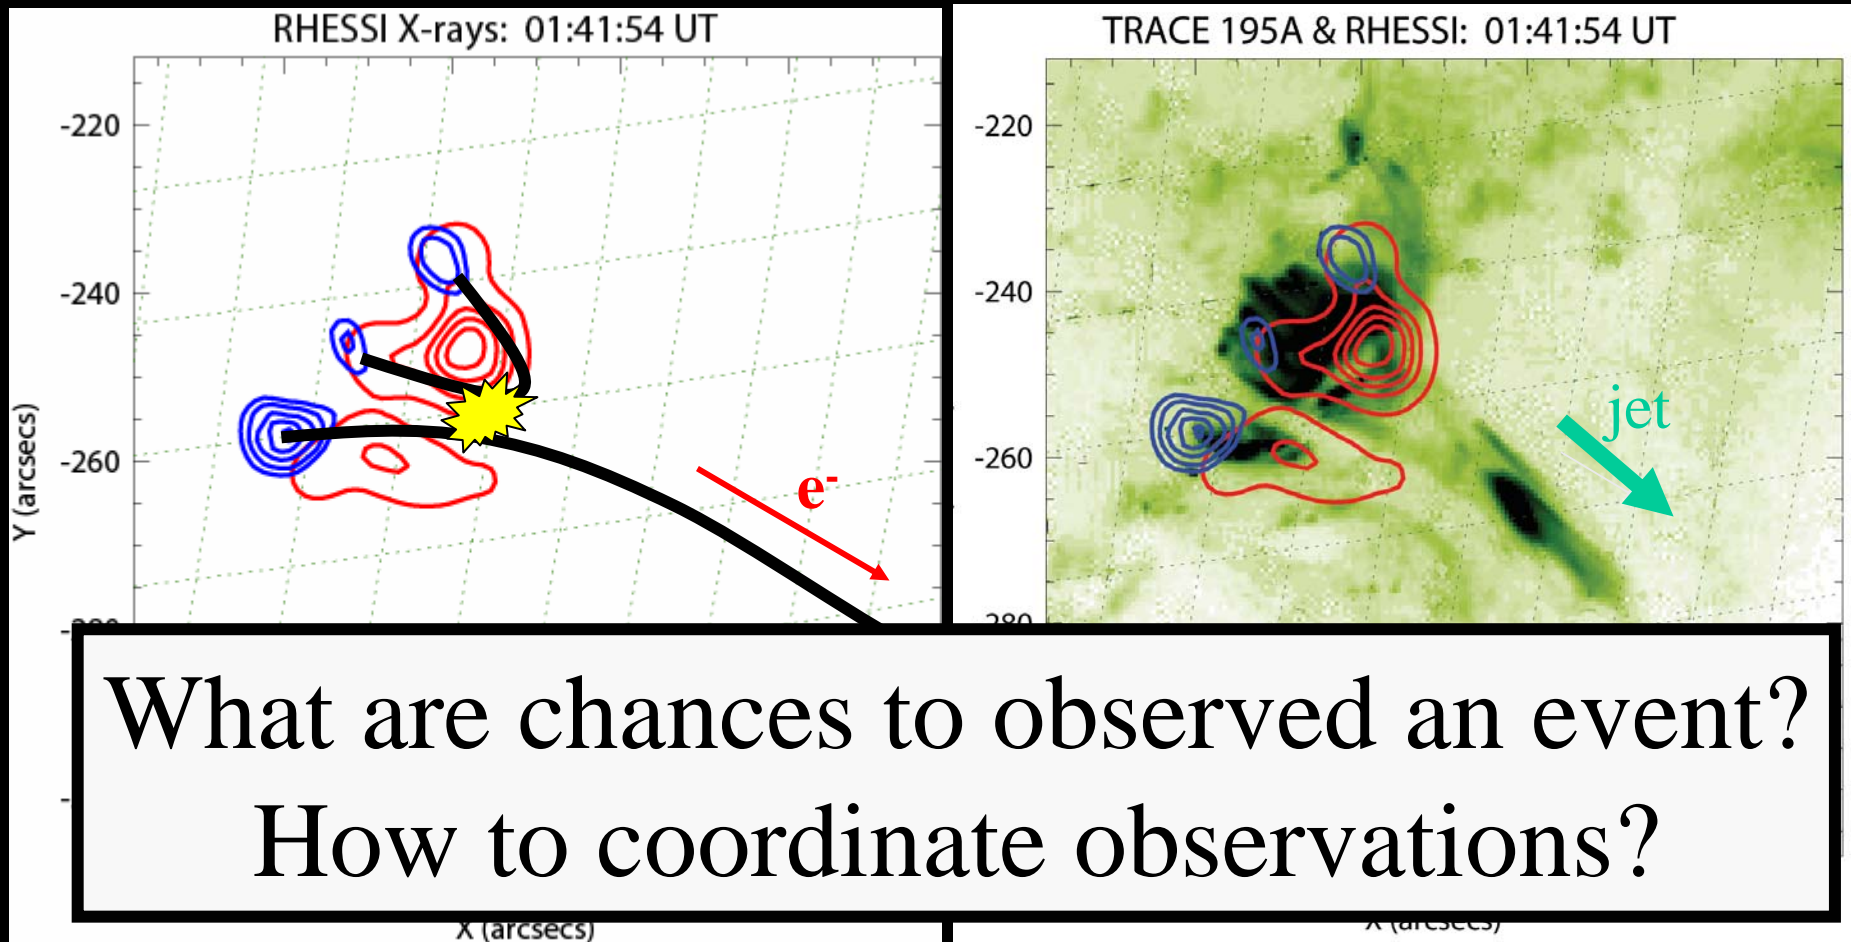 RHESSI X-rays: 01:41:54 UT
-220
-240
-260
Y (arcsecs)
e-
X (arcsecs)
TRACE 195A & RHESSI: 01:41:54 UT
-220
-240
-260
jet
X (arcsecs)
What are chances to observed an event?
How to coordinate observations?